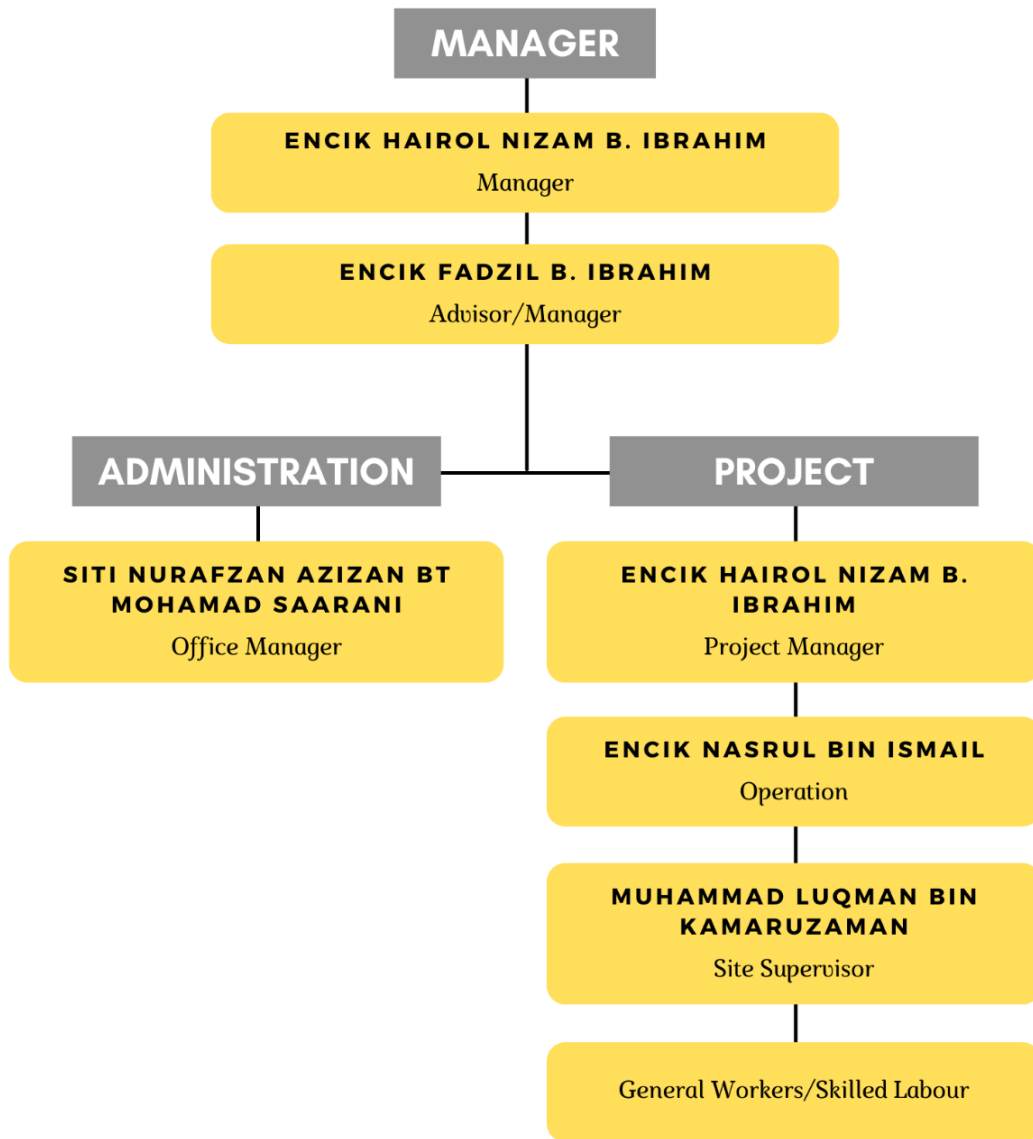 MANAGER
ENCIK HAIROL NIZAM B. IBRAHIM
Manager
ENCIK FADZIL B. IBRAHIM
Advisor/Manager
ADMINISTRATION
SITI NURAFZAN AZIZAN BT
MOHAMAD SAARANI
Office Manager
PROJECT
ENCIK HAIROL NIZAM B.
IBRAHIM
Project Manager
ENCIK NASRUL BIN ISMAIL
Operation
MUHAMMAD LUQMAN BIN
KAMARUZAMAN
Site Supervisor
General Workers/Skilled Labour